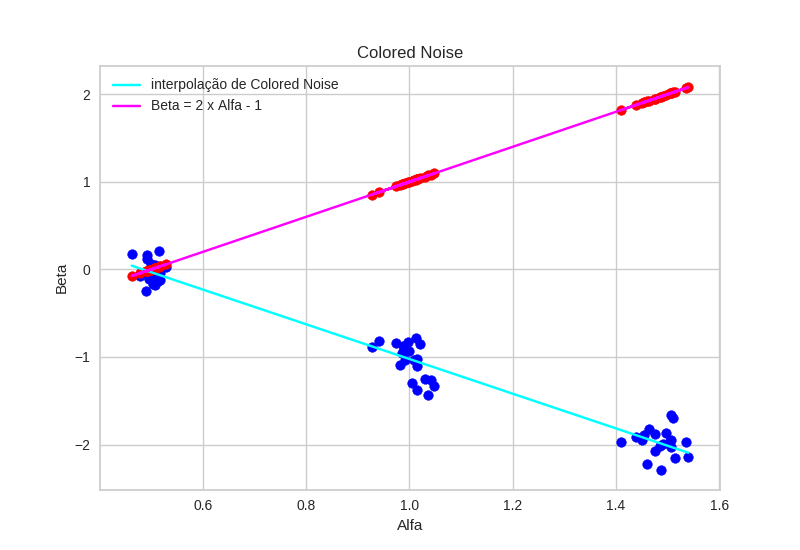 Colored Noise
interpolação de Colored Noise
Beta = 2 x Alfa - 1
2
1
0
−1
−2
Beta
0.6 0.8 1.0 1.2 1.4 1.6
Alfa